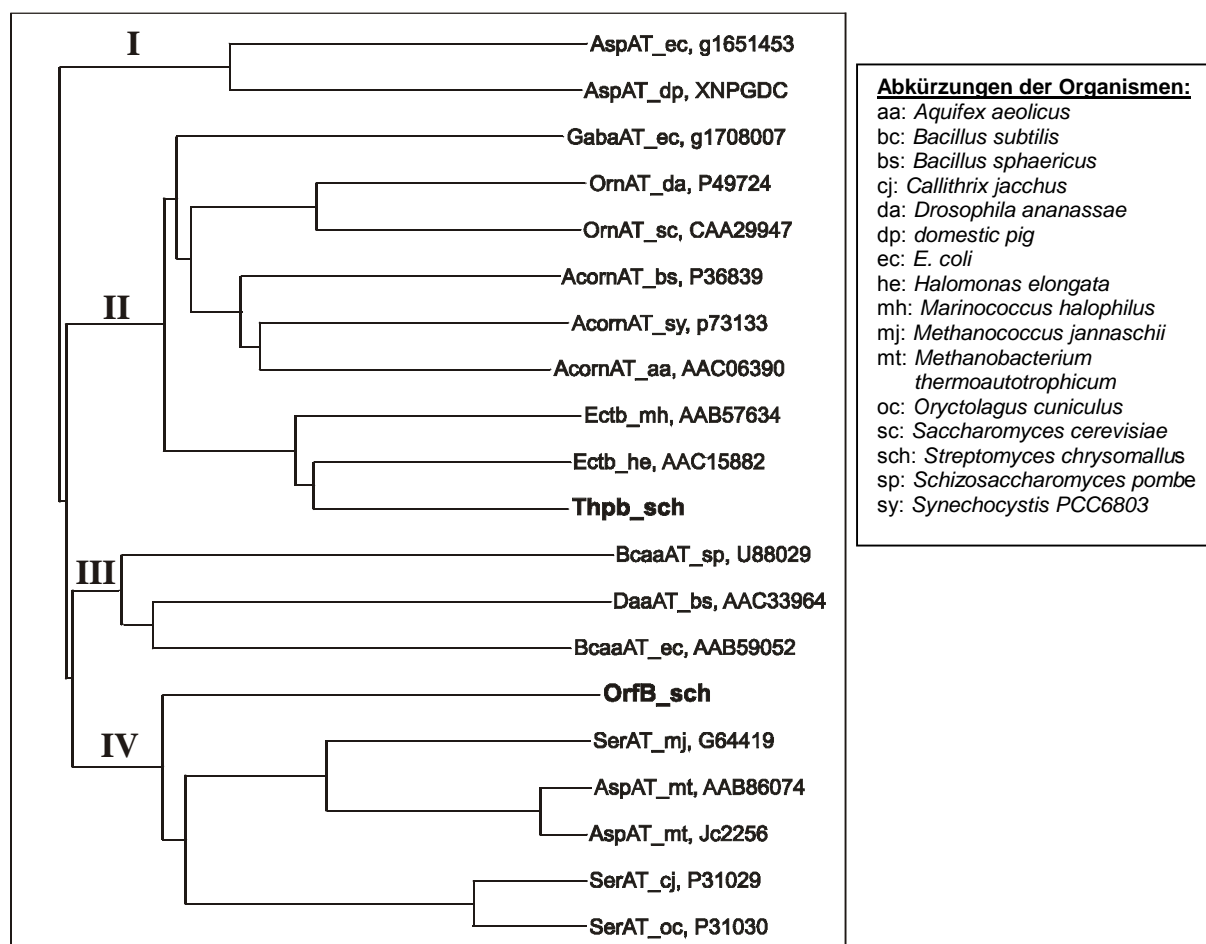 I
AspAT_ec, g1651453
AspAT_dp, XNPGDC
GabaAT_ec, g1708007
OrnAT_da, P49724
OrnAT_sc, CAA29947
AcornAT_bs, P36839
II
AcornAT_sy, p73133
AcornAT_aa, AAC06390
Ectb_mh, AAB57634
Ectb_he, AAC15882
Thpb_sch
BcaaAT_sp, U88029
III
DaaAT_bs, AAC33964
BcaaAT_ec, AAB59052
OrfB_sch
IV
SerAT_mj, G64419
AspAT_mt, AAB86074
AspAT_mt, Jc2256
SerAT_cj, P31029
SerAT_oc, P31030
Abkürzungen der Organismen:
aa: Aquifex aeolicus
bc: Bacillus subtilis
bs: Bacillus sphaericus
cj: Callithrix jacchus
da: Drosophila ananassae
dp: domestic pig
ec: E. coli
he: Halomonas elongata
mh: Marinococcus halophilus
mj: Methanococcus jannaschii
mt: Methanobacterium
thermoautotrophicum
oc: Oryctolagus cuniculus
sc: Saccharomyces cerevisiae
sch: Streptomyces chrysomallus
sp: Schizosaccharomyces pombe
sy: Synechocystis PCC6803